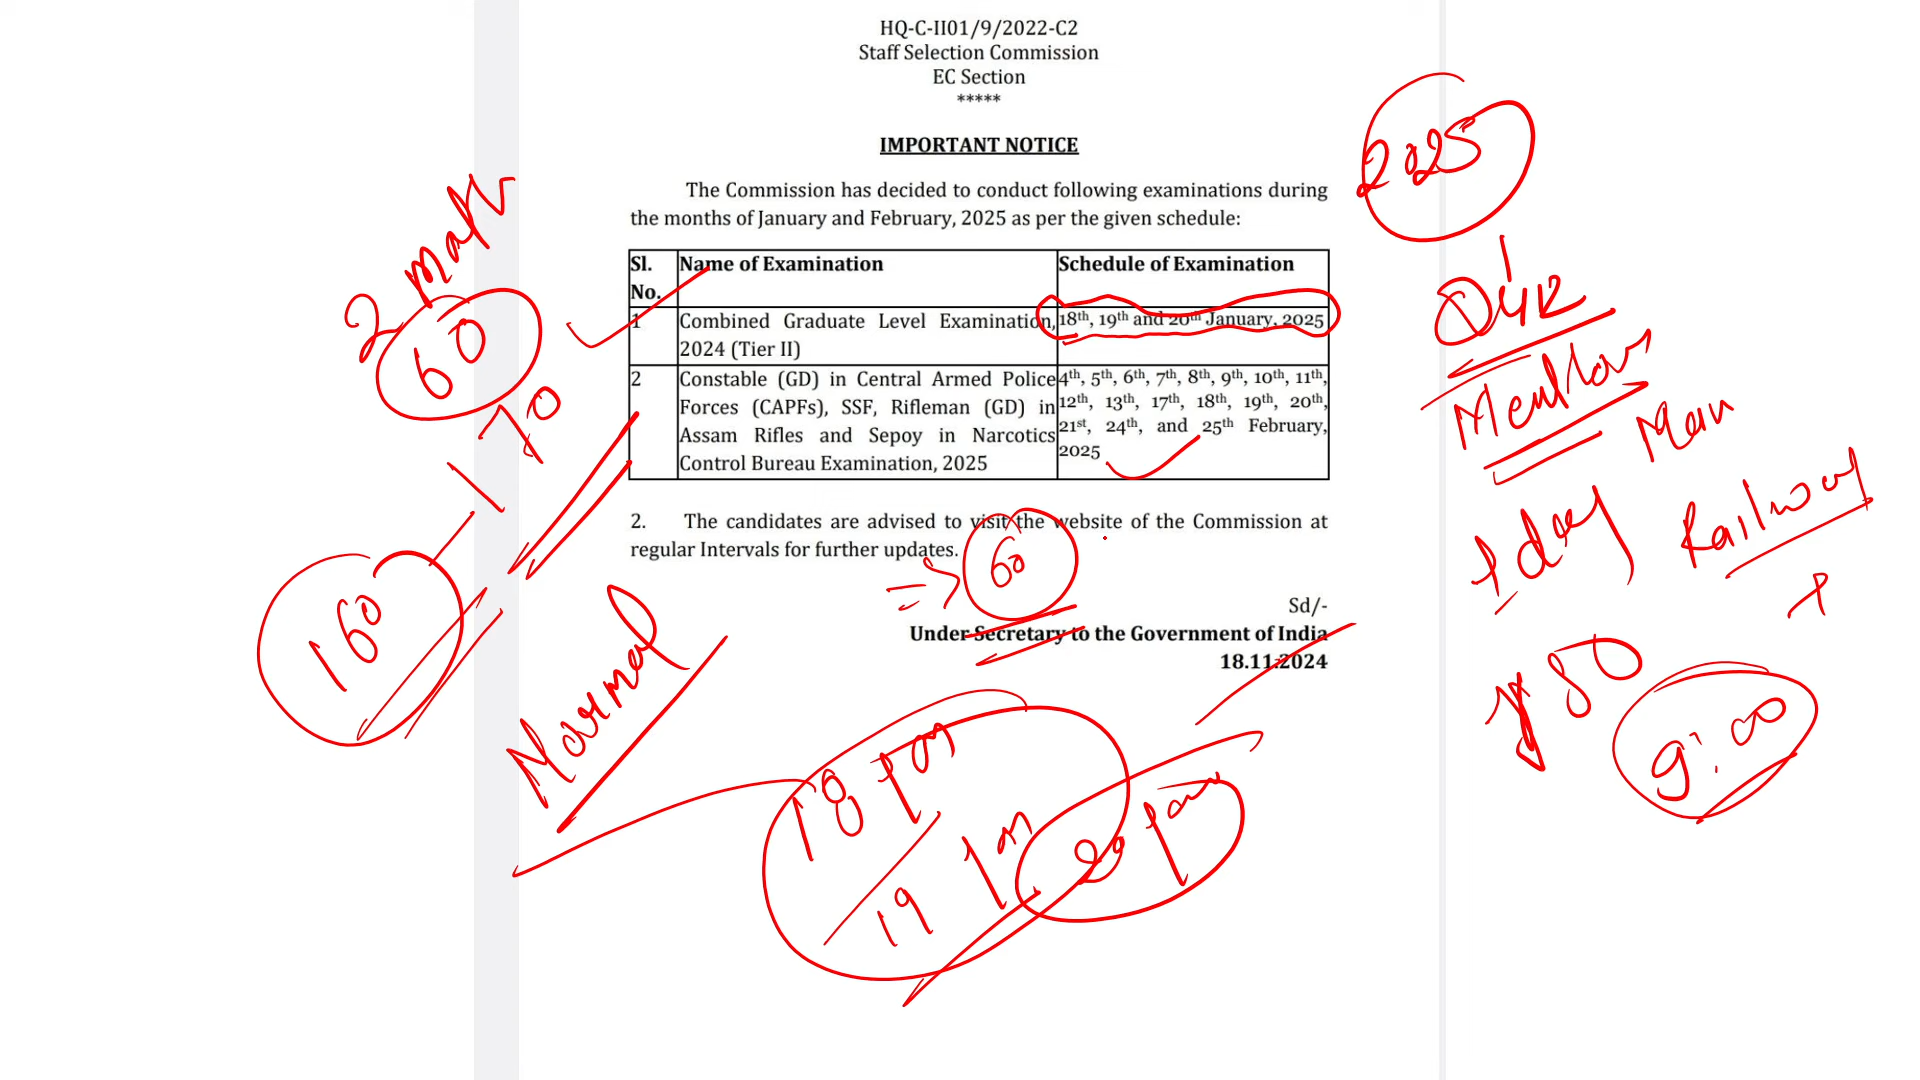 HQ-C-II01/9/2022-C2
Staff Selection Commission
EC Section
*****
IMPORTANT NOTICE
The Commission has decided to conduct following examinations during
the months of January and February, 2025 as per the given schedule:
Sl. No. Name of Examination Schedule of Examination
1 Combined Graduate Level Examination, 18th, 19th and 20th January, 2025
2024 (Tier II)
2 Constable (GD) in Central Armed Police 4th, 5th, 6th, 7th, 8th, 9th, 10th, 11th,
Forces (CAPFs), SSF, Rifleman (GD) in 12th, 13th, 17th, 18th, 19th, 20th,
Assam Rifles and Sepoy in Narcotics 21st, 24th, and 25th February,
Control Bureau Examination, 2025 2025
2. The candidates are advised to visit the website of the Commission at
regular Intervals for further updates.
Sd/-
Under Secretary to the Government of India
18.11.2024
2025
2
60
170
160
Normal
60
Railway
80
9:00
18
19
20